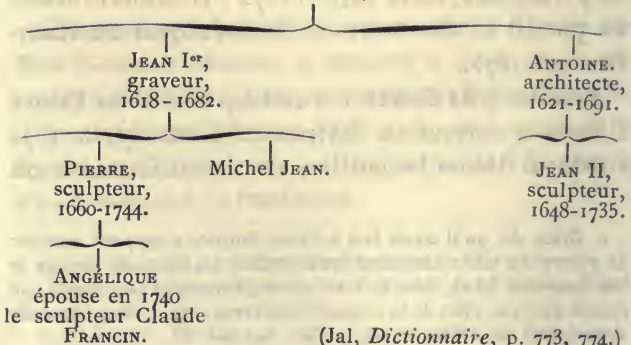 JEAN Iᵉʳ,
graveur,
1618-1682.
ANTOINE.
architecte,
1621-1691.
PIERRE,
sculpteur,
1660-1744.
Michel JEAN.
JEAN II,
sculpteur,
1648-1735.
ANGÉLIQUE
épouse en 1740
le sculpteur Claude
FRANCIN.
(Jal, Dictionnaire, p. 773, 774.)